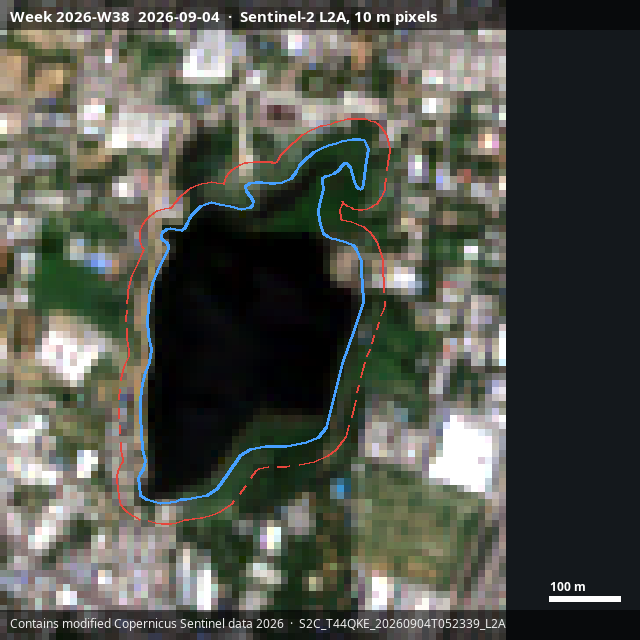 Week 2026-W38 2026-09-04 · Sentinel-2 L2A, 10 m pixels
100 m
Contains modified Copernicus Sentinel data 2026 · S2C_T44QKE_20260904T052339_L2A